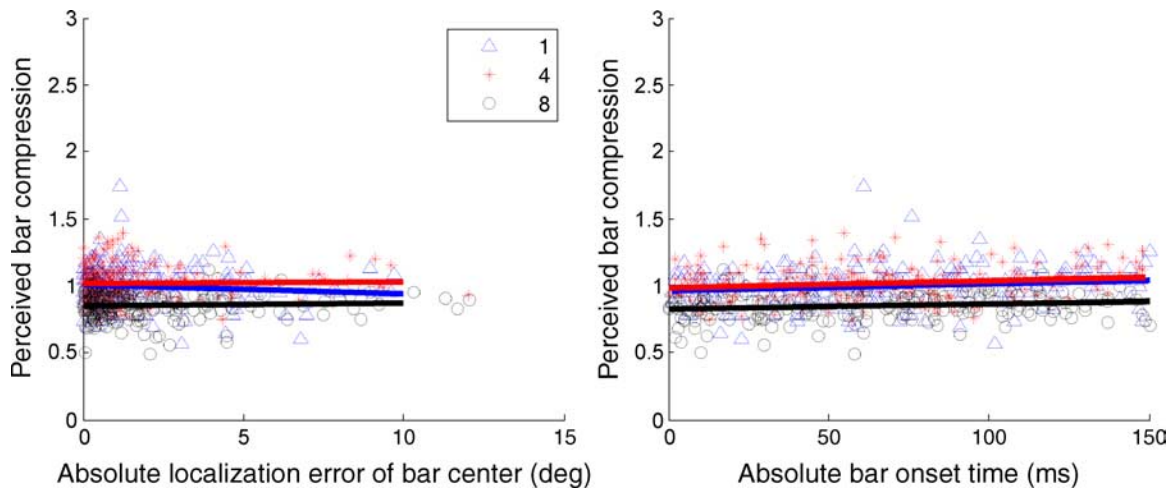 3
2.5
2
1.5
1
0.5
0
Perceived bar compression
1
4
8
0 5 10 15
Absolute localization error of bar center (deg)
3
2.5
2
1.5
1
0.5
0
Perceived bar compression
0 50 100 150
Absolute bar onset time (ms)